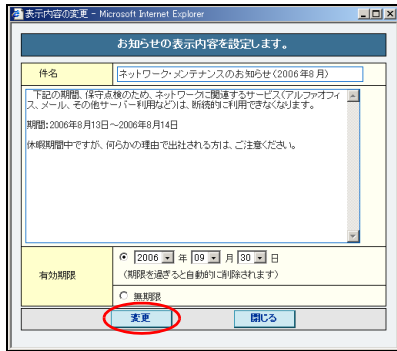 表示内容の変更 - Microsoft Internet Explorer
お知らせの表示内容を設定します。
件名
ネットワーク・メンテナンスのお知らせ(2006年8月)
下記の期間、保守点検のため、ネットワークに関連するサービス(アルファオフィ
ス、メール、その他サーバー利用など)は、断続的に利用できなくなります。
期間:2006年8月13日～2006年8月14日
休暇期間中ですが、何らかの理由で出社される方は、ご注意ください。
有効期限
2006 年 09 月 30 日
(期限を過ぎると自動的に削除されます)
無期限
変更 閉じる